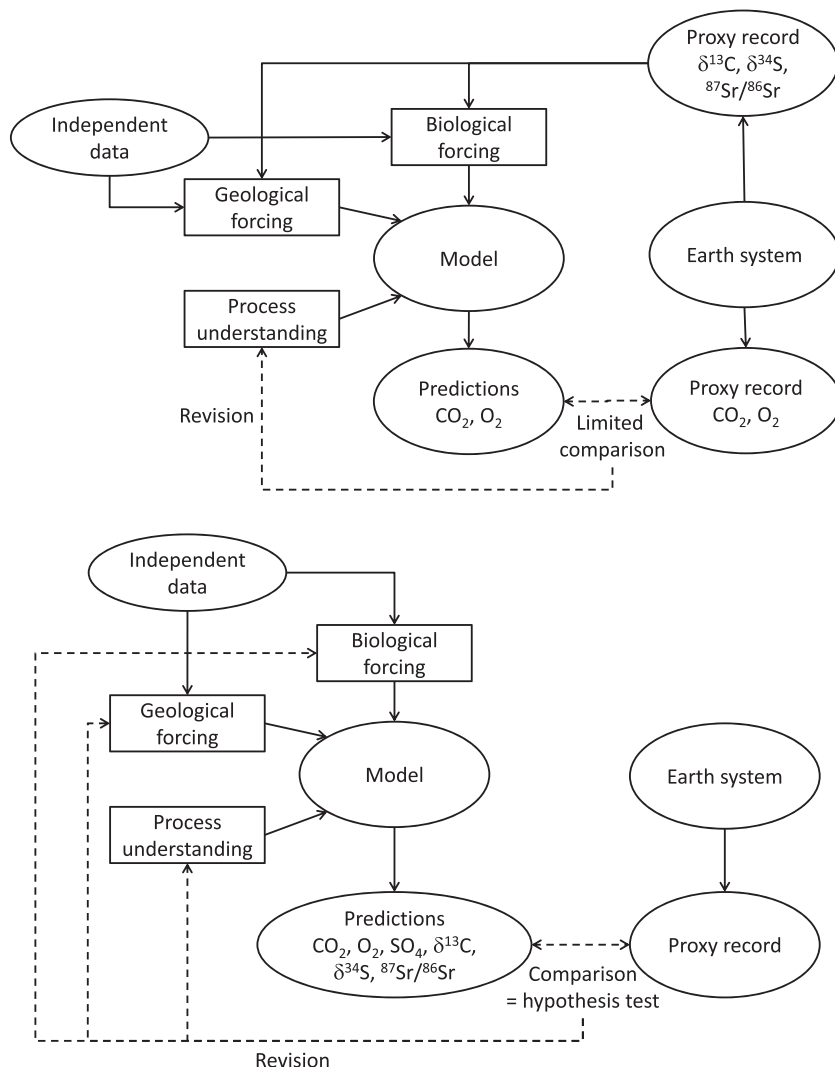 Proxy record
δ¹³C, δ³⁴S,
⁸⁷Sr/⁸⁶Sr
Independent
data
Biological
forcing
Geological
forcing
Model
Earth system
Process
understanding
Predictions
CO₂, O₂
Proxy record
CO₂, O₂
Revision
Limited
comparison
Independent
data
Biological
forcing
Geological
forcing
Model
Earth system
Process
understanding
Predictions
CO₂, O₂, SO₄, δ¹³C,
δ³⁴S, ⁸⁷Sr/⁸⁶Sr
Proxy record
Comparison
= hypothesis test
Revision